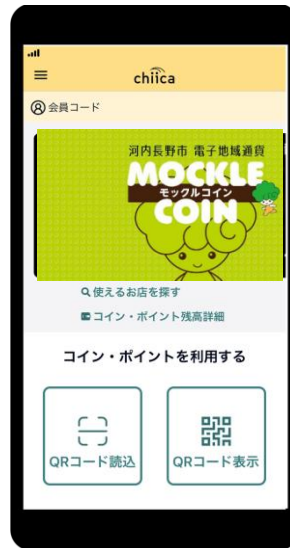 chiica
会員コード
河内長野市 電子地域通貨
MOCKLE
モックルコイン
COIN
使えるお店を探す
コイン・ポイント残高詳細
コイン・ポイントを利用する
QRコード読込
QRコード表示